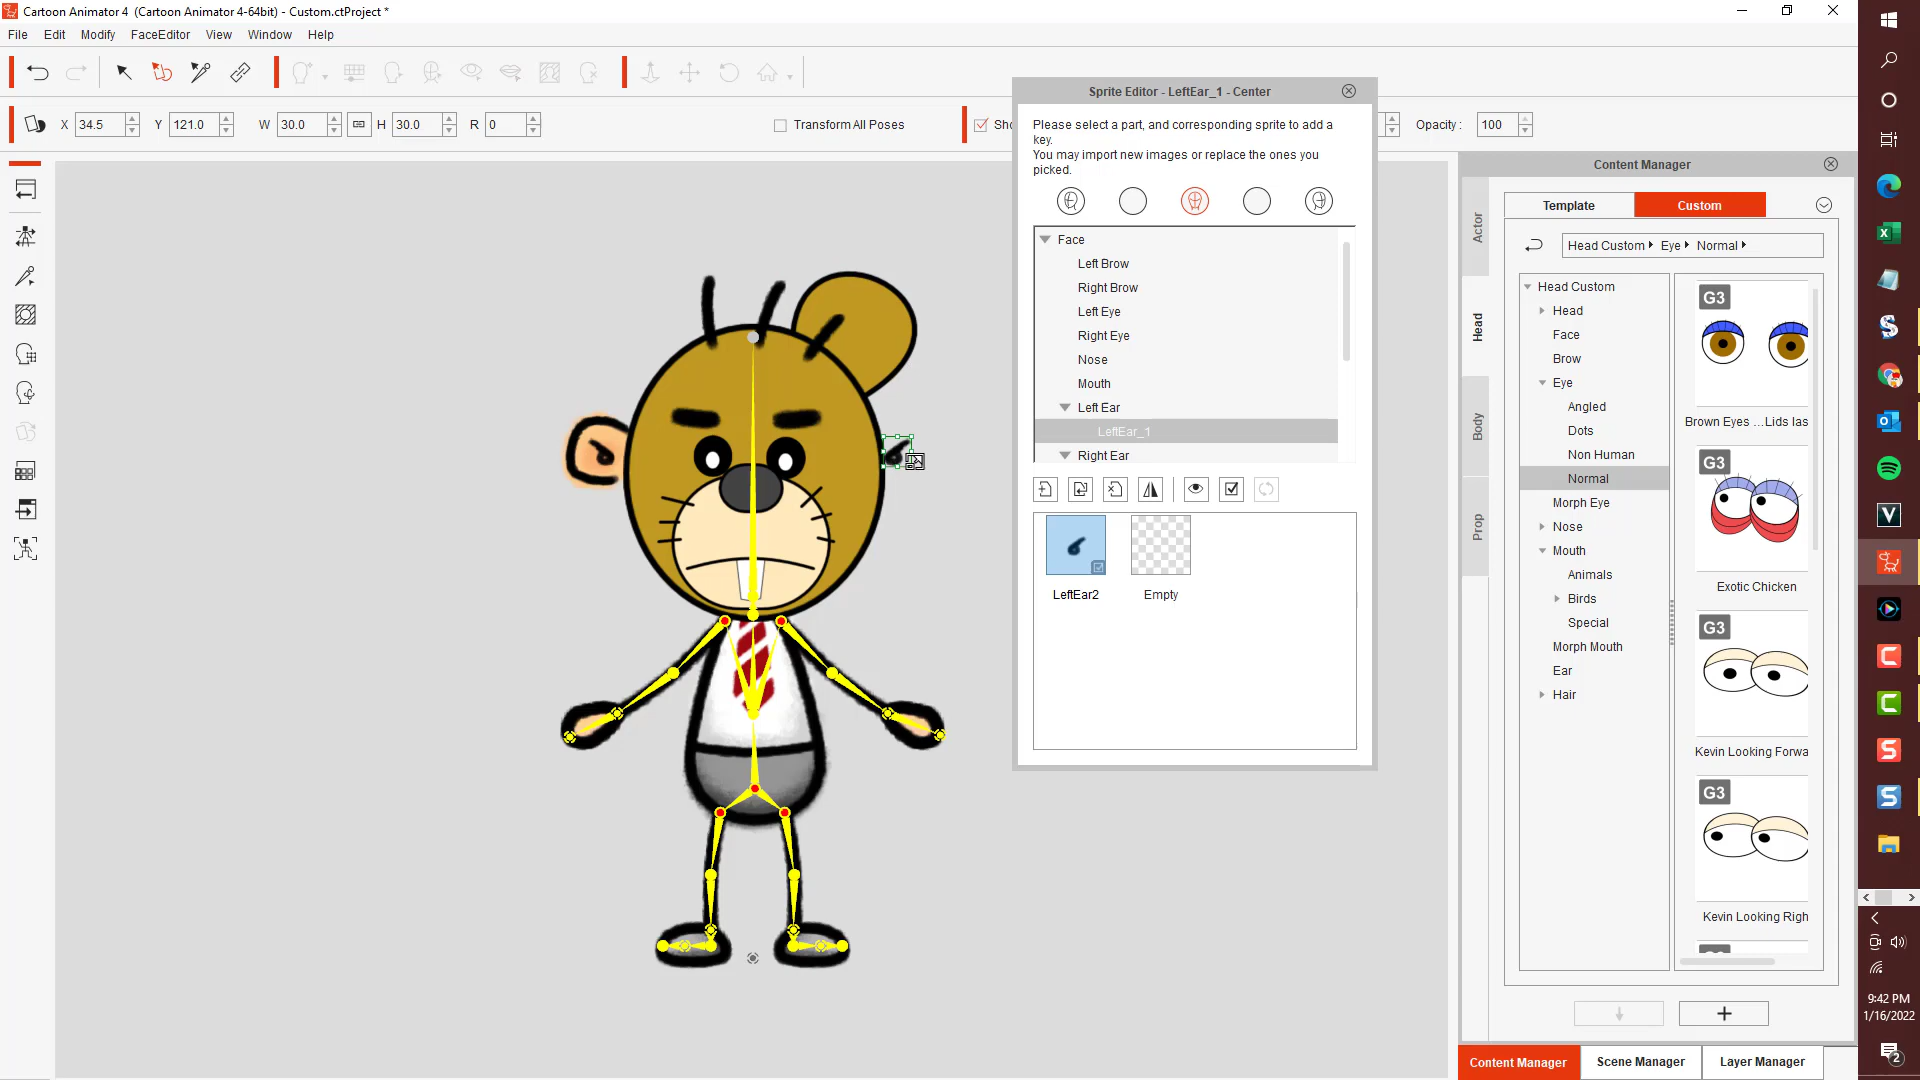 Cartoon Animator 4  (Cartoon Animator 4-64bit) - Custom.ctProject *
File Edit Modify FaceEditor View Window Help
X 34.5 Y 121.0 W 30.0 H 30.0 R 0 Transform All Poses Sho Opacity : 100
Sprite Editor - LeftEar_1 - Center
Please select a part, and corresponding sprite to add a
key.
You may import new images or replace the ones you
picked.
Face
Left Brow
Right Brow
Left Eye
Right Eye
Nose
Mouth
Left Ear
LeftEar_1
Right Ear
LeftEar2 Empty
Content Manager
Actor
Head
Body
Prop
Template Custom
Head Custom Eye Normal
Head Custom
Head
Face
Brow
Eye
Angled
Dots
Non Human
Normal
Morph Eye
Nose
Mouth
Animals
Birds
Special
Morph Mouth
Ear
Hair
G3
Brown Eyes ...Lids las
G3
Exotic Chicken
G3
Kevin Looking Forwa
G3
Kevin Looking Righ
Content Manager Scene Manager Layer Manager
9:42 PM
1/16/2022
2